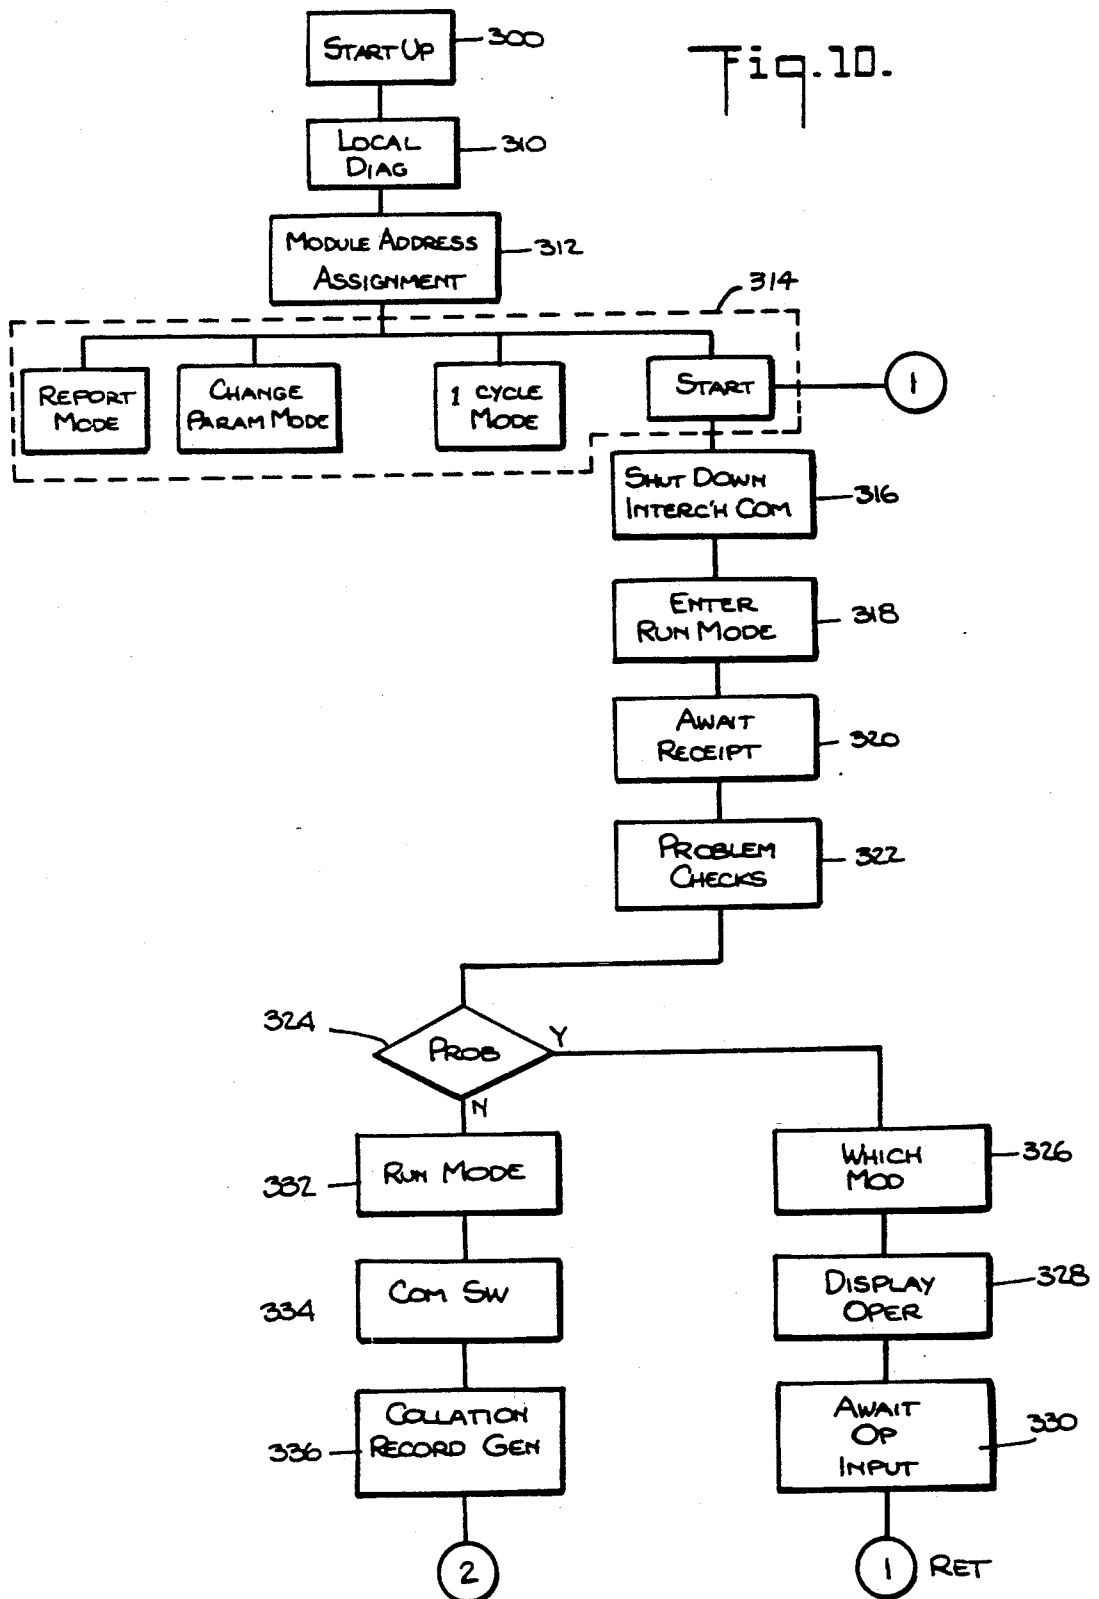 START UP
300
Fig.10.
LOCAL
DIAG
310
MODULE ADDRESS
ASSIGNMENT
312
314
REPORT
MODE
CHANGE
PARAM MODE
1 CYCLE
MODE
START
1
SHUT DOWN
INTERC'H COM
316
ENTER
RUN MODE
318
AWAIT
RECEIPT
320
PROBLEM
CHECKS
322
324
PROB
Y
N
RUN MODE
332
WHICH
MOD
326
COM SW
334
DISPLAY
OPER
328
COLLATION
RECORD GEN
336
AWAIT
OP
INPUT
330
2
1 RET